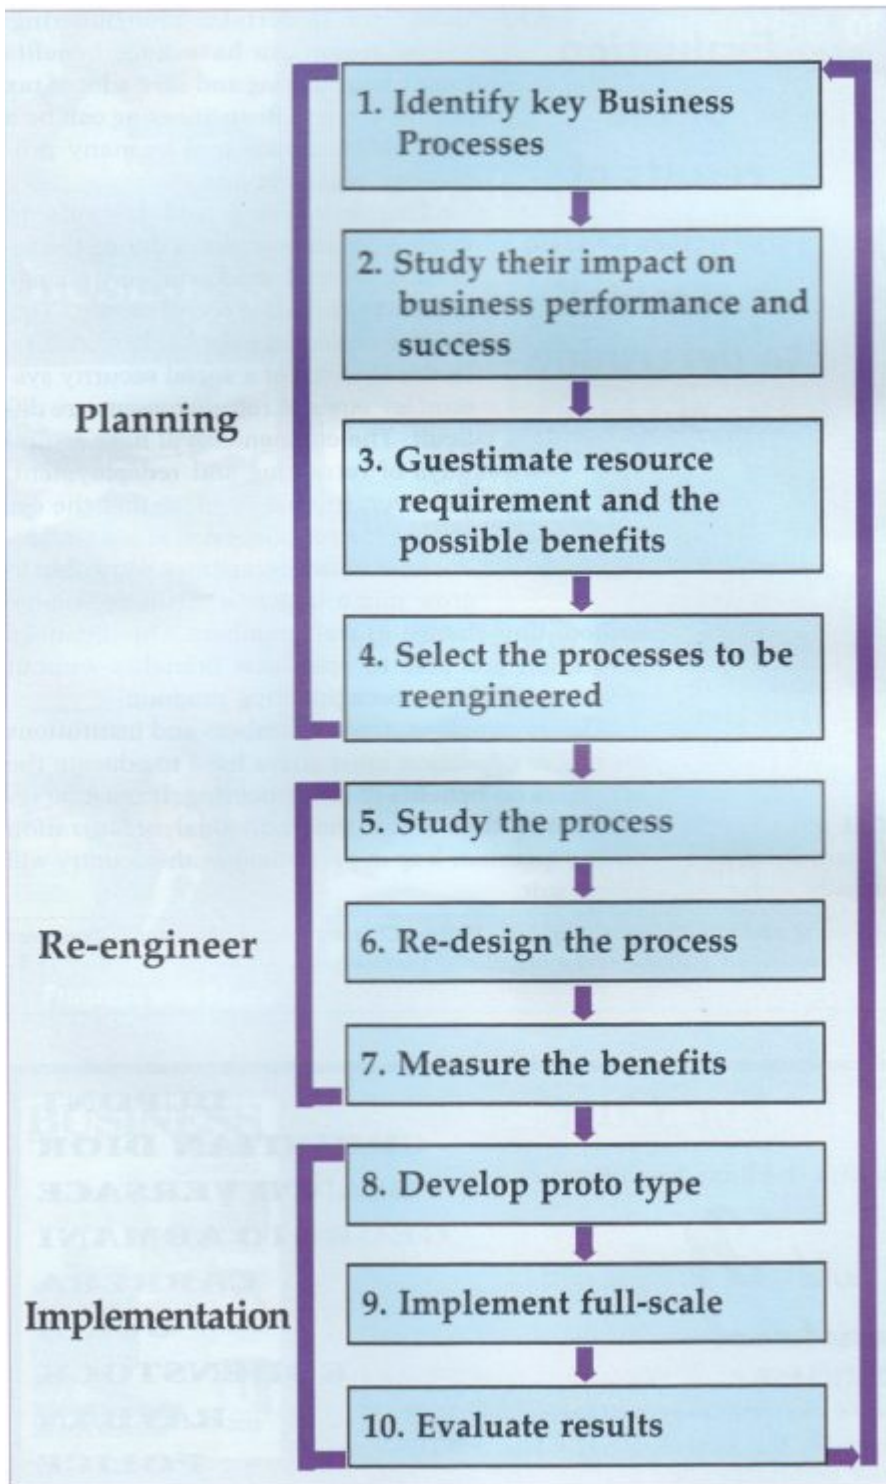 1. Identify key Business
Processes
2. Study their impact on
business performance and
success
Planning
3. Guestimate resource
requirement and the
possible benefits
4. Select the processes to be
reengineered
5. Study the process
Re-engineer
6. Re-design the process
7. Measure the benefits
8. Develop proto type
Implementation
9. Implement full-scale
10. Evaluate results